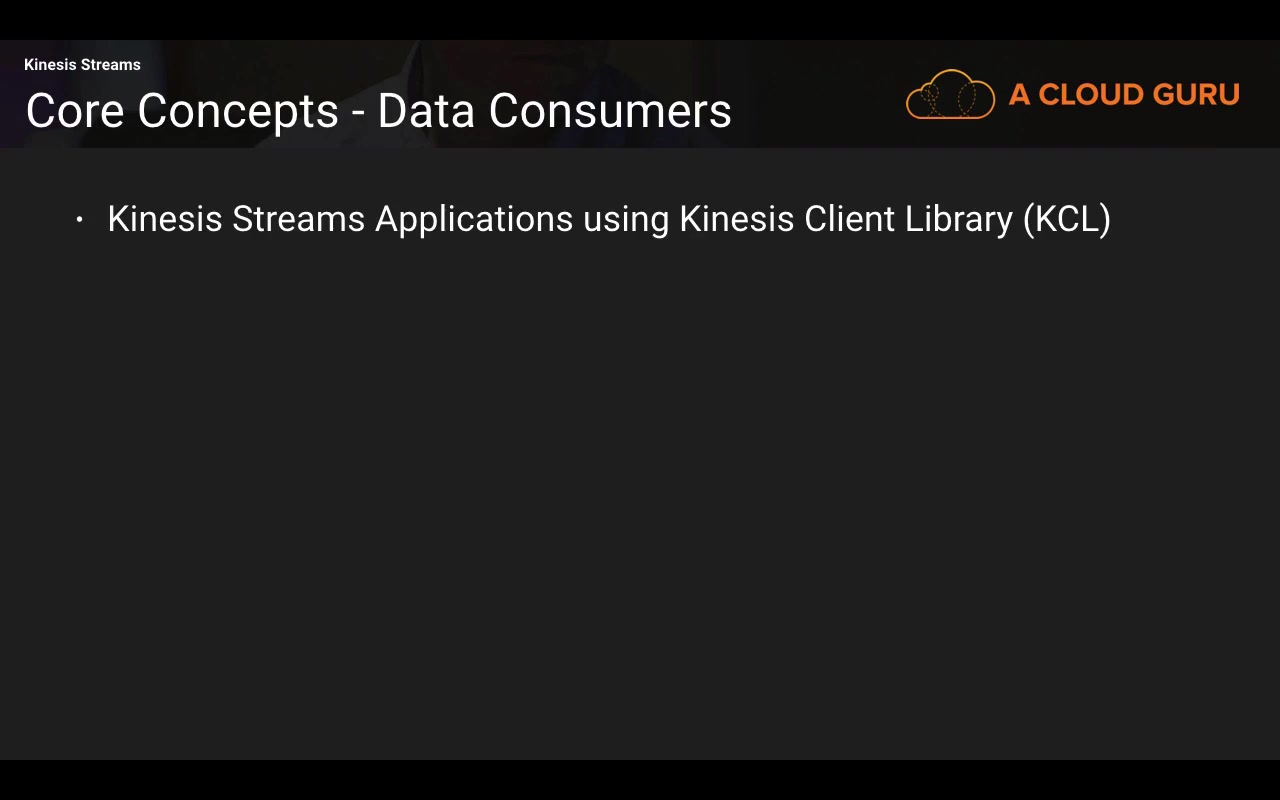 Kinesis Streams
Core Concepts - Data Consumers
A CLOUD GURU
• Kinesis Streams Applications using Kinesis Client Library (KCL)